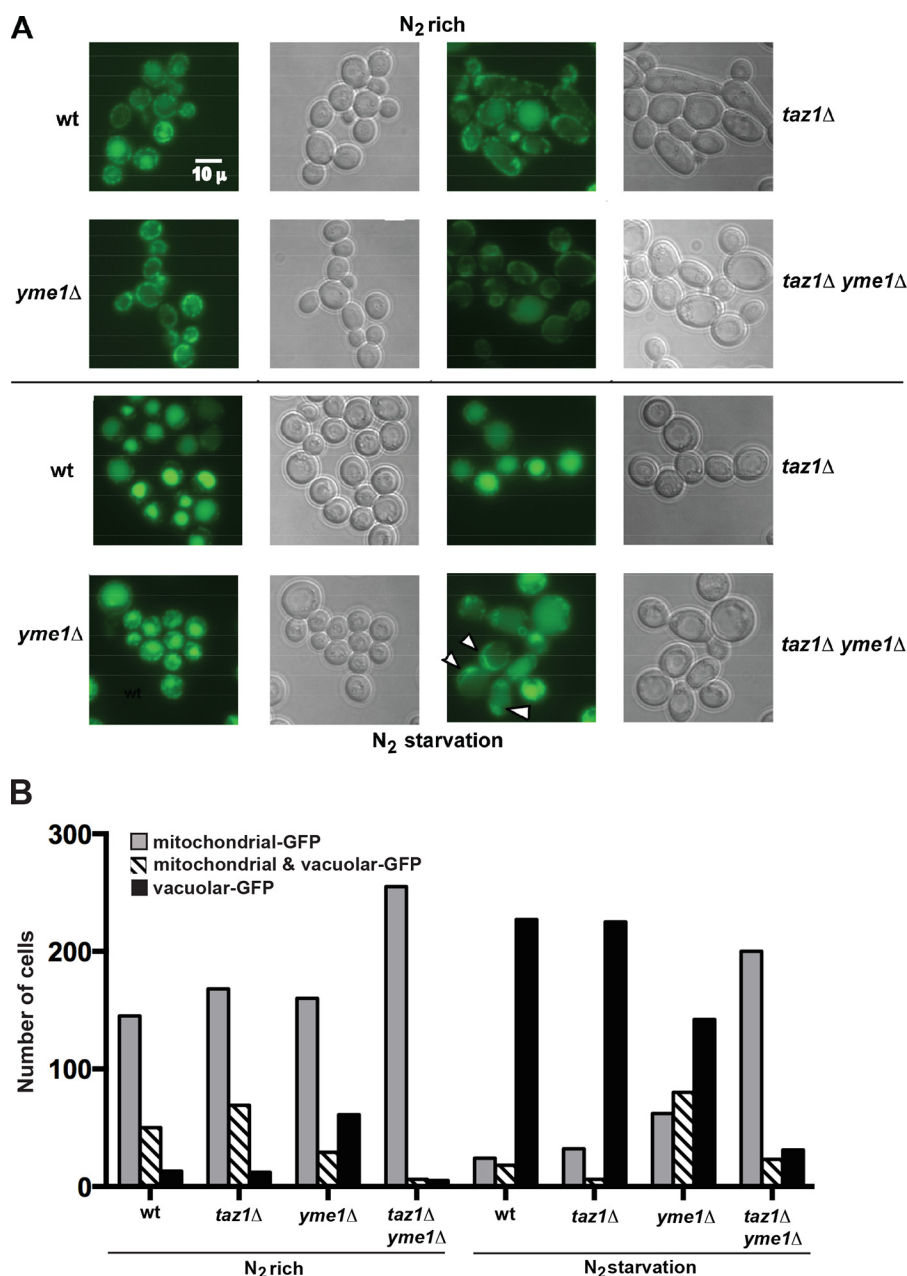 A
N2 rich
wt
10 μ
taz1Δ
yme1Δ
taz1Δ yme1Δ
wt
taz1Δ
yme1Δ
wt
taz1Δ yme1Δ
N2 starvation
B
300
200
100
0
Number of cells
mitochondrial-GFP
mitochondrial & vacuolar-GFP
vacuolar-GFP
wt
taz1Δ
yme1Δ
taz1Δ
yme1Δ
wt
taz1Δ
yme1Δ
taz1Δ
yme1Δ
N2 rich
N2 starvation